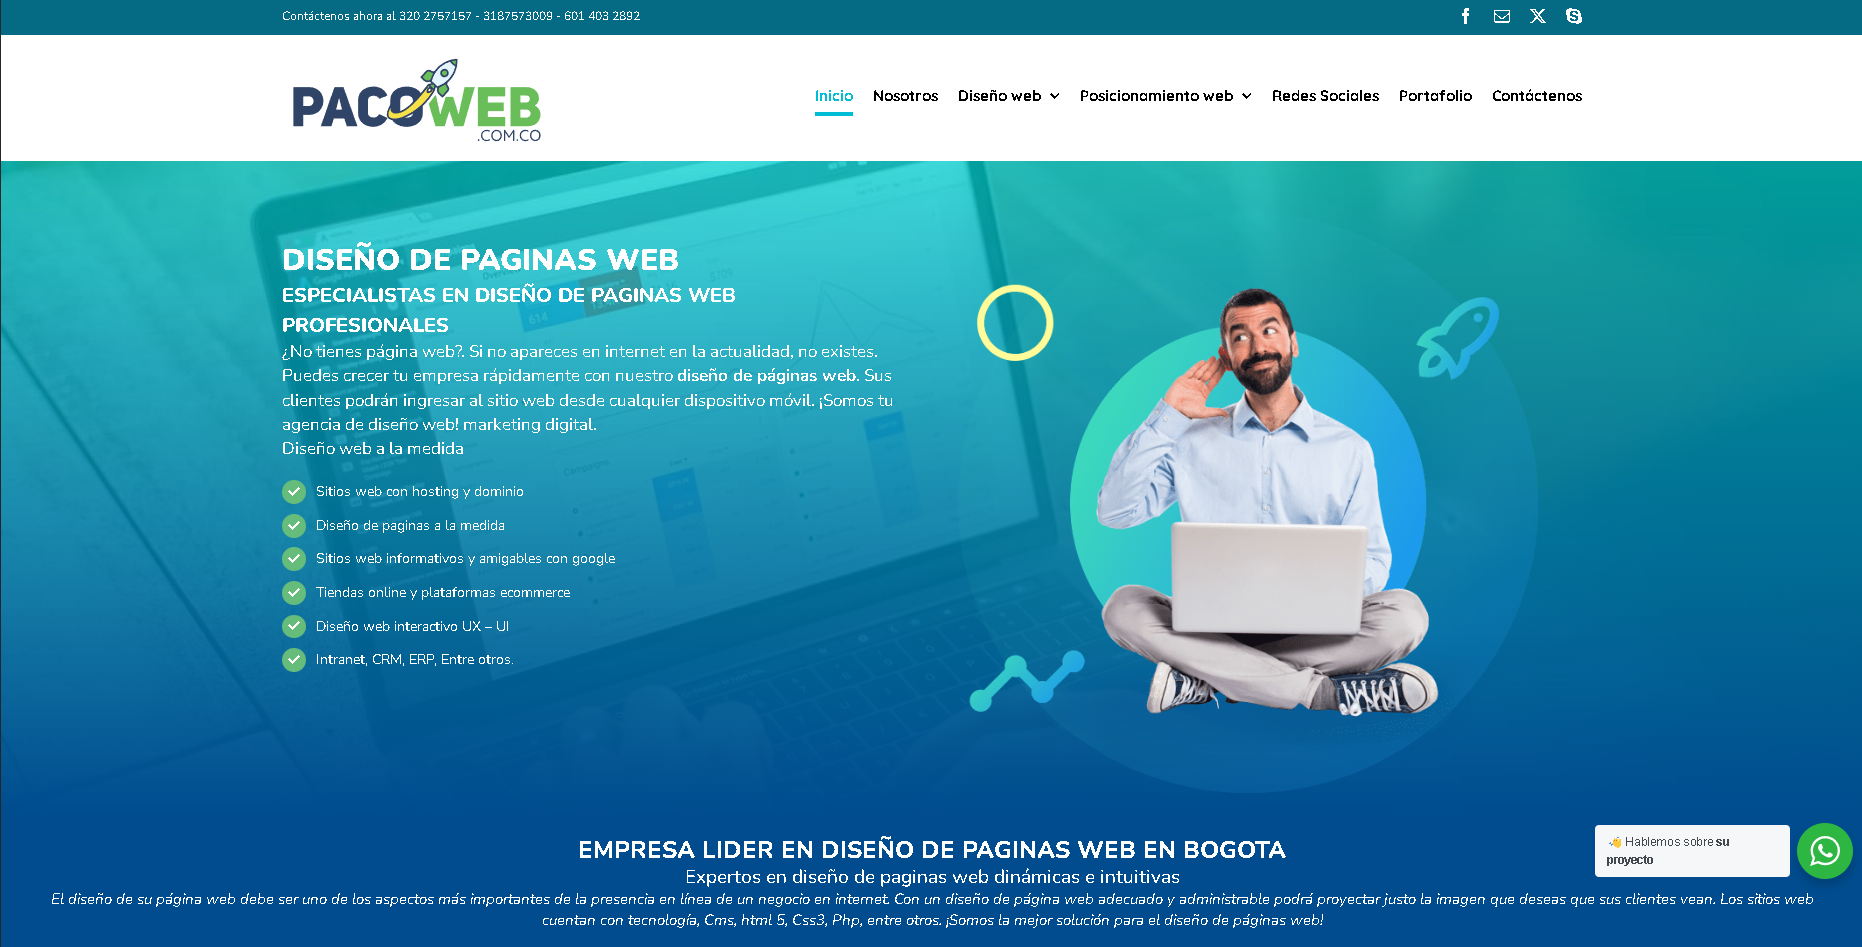 Contáctenos ahora al 320 2757157 - 3187573009 - 601 403 2892
PACOWEB
.COM.CO
Inicio Nosotros Diseño web Posicionamiento web Redes Sociales Portafolio Contáctenos
DISEÑO DE PAGINAS WEB
ESPECIALISTAS EN DISEÑO DE PAGINAS WEB
PROFESIONALES
¿No tienes página web?. Si no apareces en internet en la actualidad, no existes.
Puedes crecer tu empresa rápidamente con nuestro diseño de páginas web. Sus
clientes podrán ingresar al sitio web desde cualquier dispositivo móvil. ¡Somos tu
agencia de diseño web! marketing digital.
Diseño web a la medida
Sitios web con hosting y dominio
Diseño de paginas a la medida
Sitios web informativos y amigables con google
Tiendas online y plataformas ecommerce
Diseño web interactivo UX – UI
Intranet, CRM, ERP, Entre otros.
EMPRESA LIDER EN DISEÑO DE PAGINAS WEB EN BOGOTA
Expertos en diseño de paginas web dinámicas e intuitivas
El diseño de su página web debe ser uno de los aspectos más importantes de la presencia en línea de un negocio en internet. Con un diseño de página web adecuado y administrable podrá proyectar justo la imagen que deseas que sus clientes vean. Los sitios web
cuentan con tecnología, Cms, html 5, Css3, Php, entre otros. ¡Somos la mejor solución para el diseño de páginas web!
👋 Hablemos sobre su
proyecto